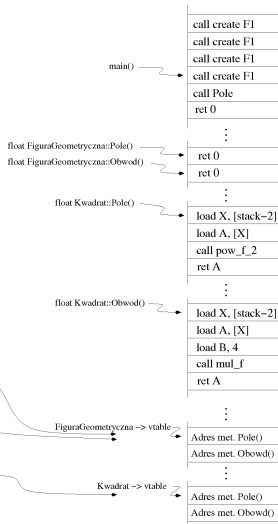 call create F1
call create F1
call create F1
main()
call create F1
call Pole
ret 0
float FiguraGeometryczna::Pole()
ret 0
float FiguraGeometryczna::Obwod()
ret 0
float Kwadrat::Pole()
load X, [stack−2]
load A, [X]
call pow_f_2
ret A
float Kwadrat::Obwod()
load X, [stack−2]
load A, [X]
load B, 4
call mul_f
ret A
FiguraGeometryczna −> vtable
Adres met. Pole()
Adres met. Obowd()
Kwadrat −> vtable
Adres met. Pole()
Adres met. Obowd()